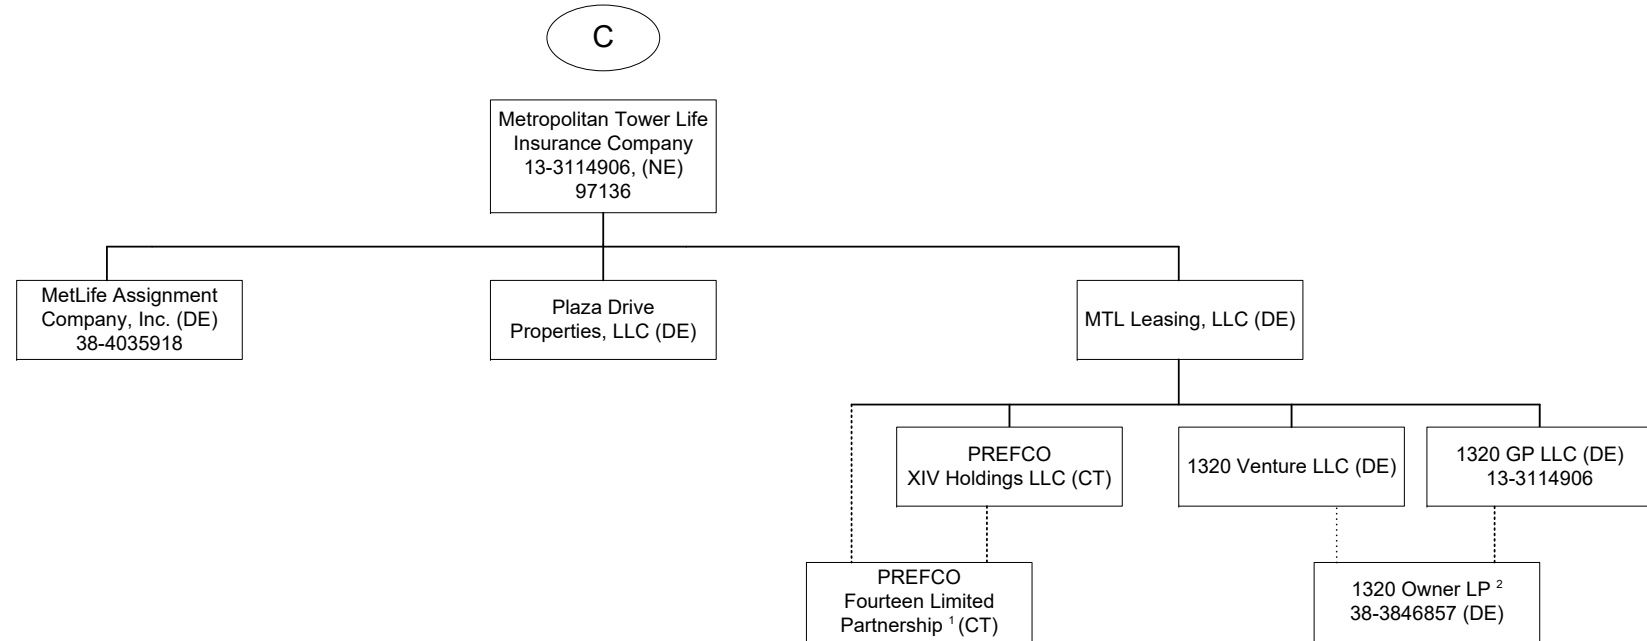 C
Metropolitan Tower Life
Insurance Company
13-3114906, (NE)
97136
MetLife Assignment
Company, Inc. (DE)
38-4035918
Plaza Drive
Properties, LLC (DE)
MTL Leasing, LLC (DE)
PREFCO
XIV Holdings LLC (CT)
1320 Venture LLC (DE)
1320 GP LLC (DE)
13-3114906
PREFCO
Fourteen Limited
Partnership ¹ (CT)
1320 Owner LP ²
38-3846857 (DE)